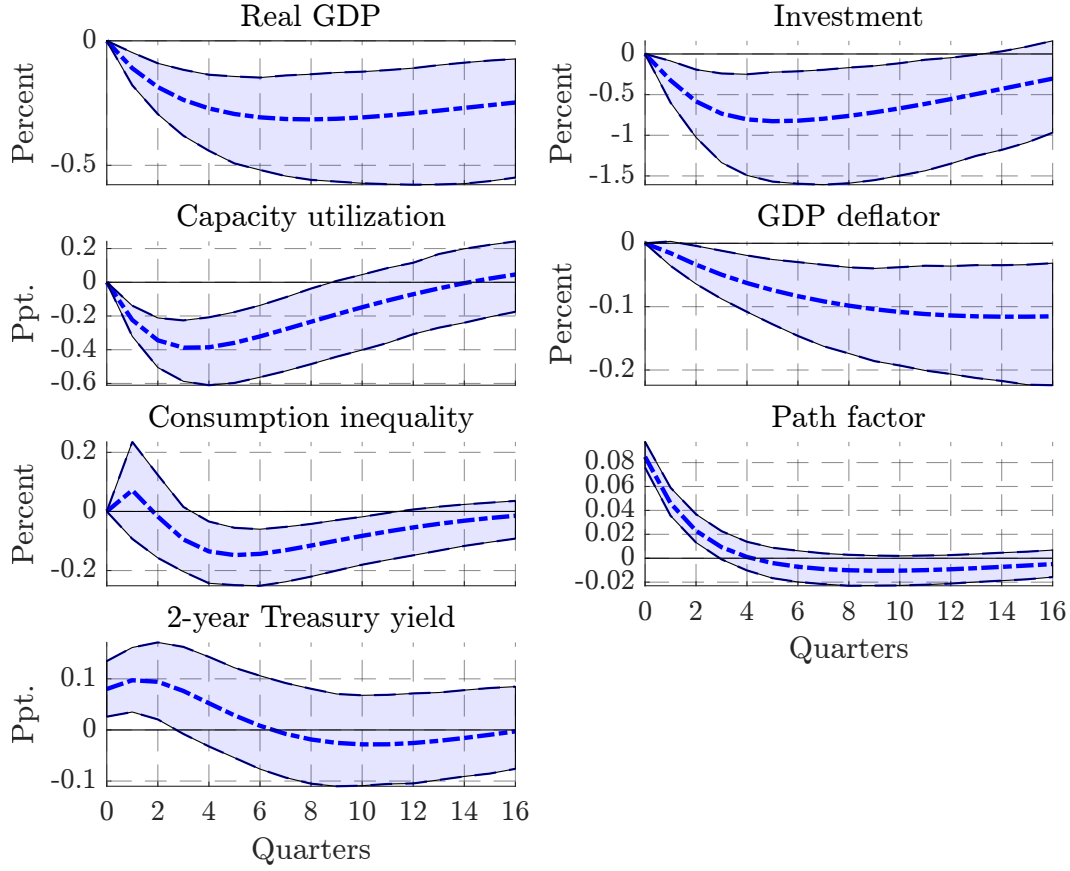 Real GDP
0
-0.5
Percent
Investment
0
-0.5
-1
-1.5
Percent
Capacity utilization
0.2
0
-0.2
-0.4
-0.6
Ppt.
GDP deflator
0
-0.1
-0.2
Percent
Consumption inequality
0.2
0
-0.2
Percent
Path factor
0.08
0.06
0.04
0.02
0
-0.02
0 2 4 6 8 10 12 14 16
Quarters
2-year Treasury yield
0.1
0
-0.1
Ppt.
0 2 4 6 8 10 12 14 16
Quarters